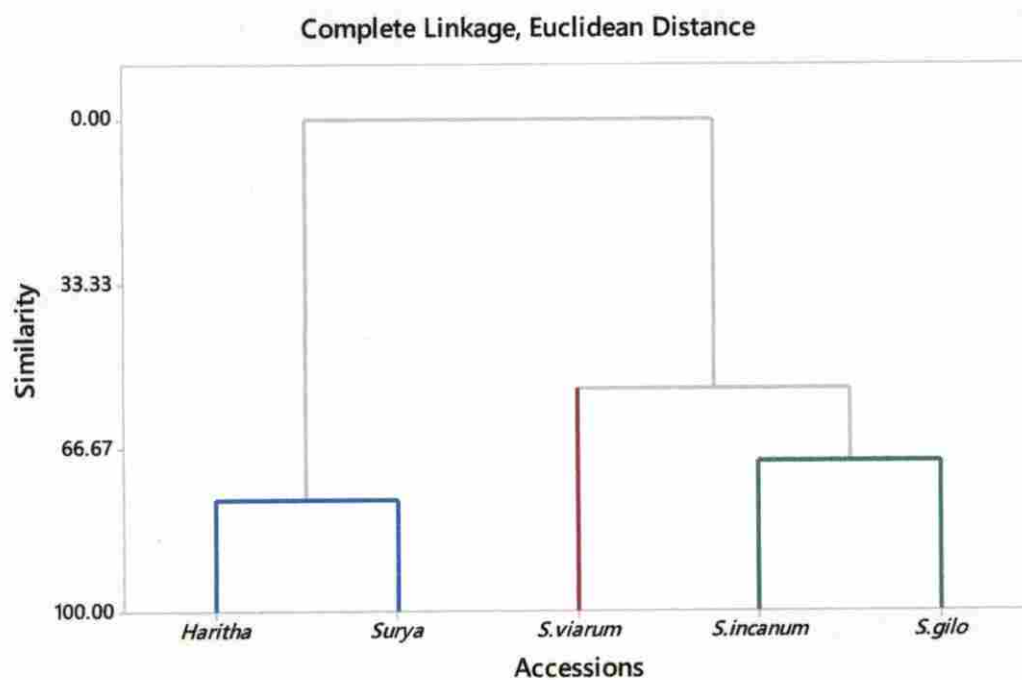 Complete Linkage, Euclidean Distance
0.00
33.33
66.67
100.00
Similarity
Haritha
Surya
S.viarum
S.incanum
S.gilo
Accessions